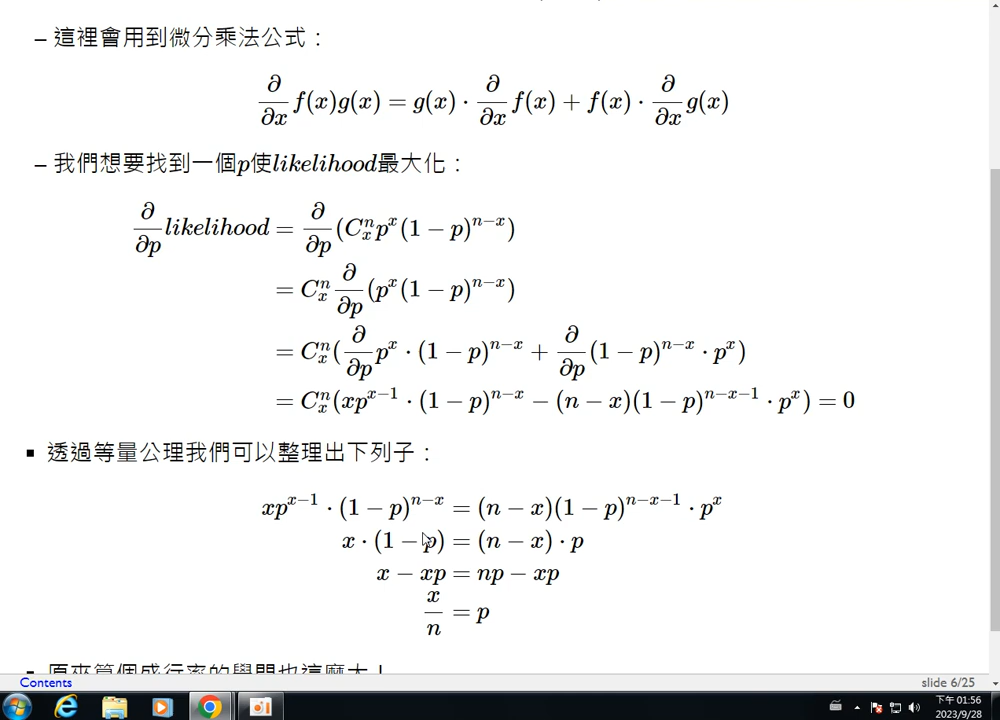 – 這裡會用到微分乘法公式：
∂/∂x f(x)g(x) = g(x) · ∂/∂x f(x) + f(x) · ∂/∂x g(x)
– 我們想要找到一個p使likelihood最大化：
∂/∂p likelihood = ∂/∂p (C^n_x p^x (1 − p)^{n−x})
= C^n_x ∂/∂p (p^x (1 − p)^{n−x})
= C^n_x (∂/∂p p^x · (1 − p)^{n−x} + ∂/∂p (1 − p)^{n−x} · p^x)
= C^n_x (xp^{x−1} · (1 − p)^{n−x} − (n − x)(1 − p)^{n−x−1} · p^x) = 0
▪ 透過等量公理我們可以整理出下列子：
xp^{x−1} · (1 − p)^{n−x} = (n − x)(1 − p)^{n−x−1} · p^x
x · (1 − p) = (n − x) · p
x − xp = np − xp
x/n = p
Contents
slide 6/25
下午 01:56
2023/9/28